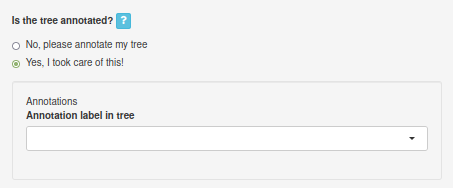 Is the tree annotated? ?
No, please annotate my tree
Yes, I took care of this!
Annotations
Annotation label in tree